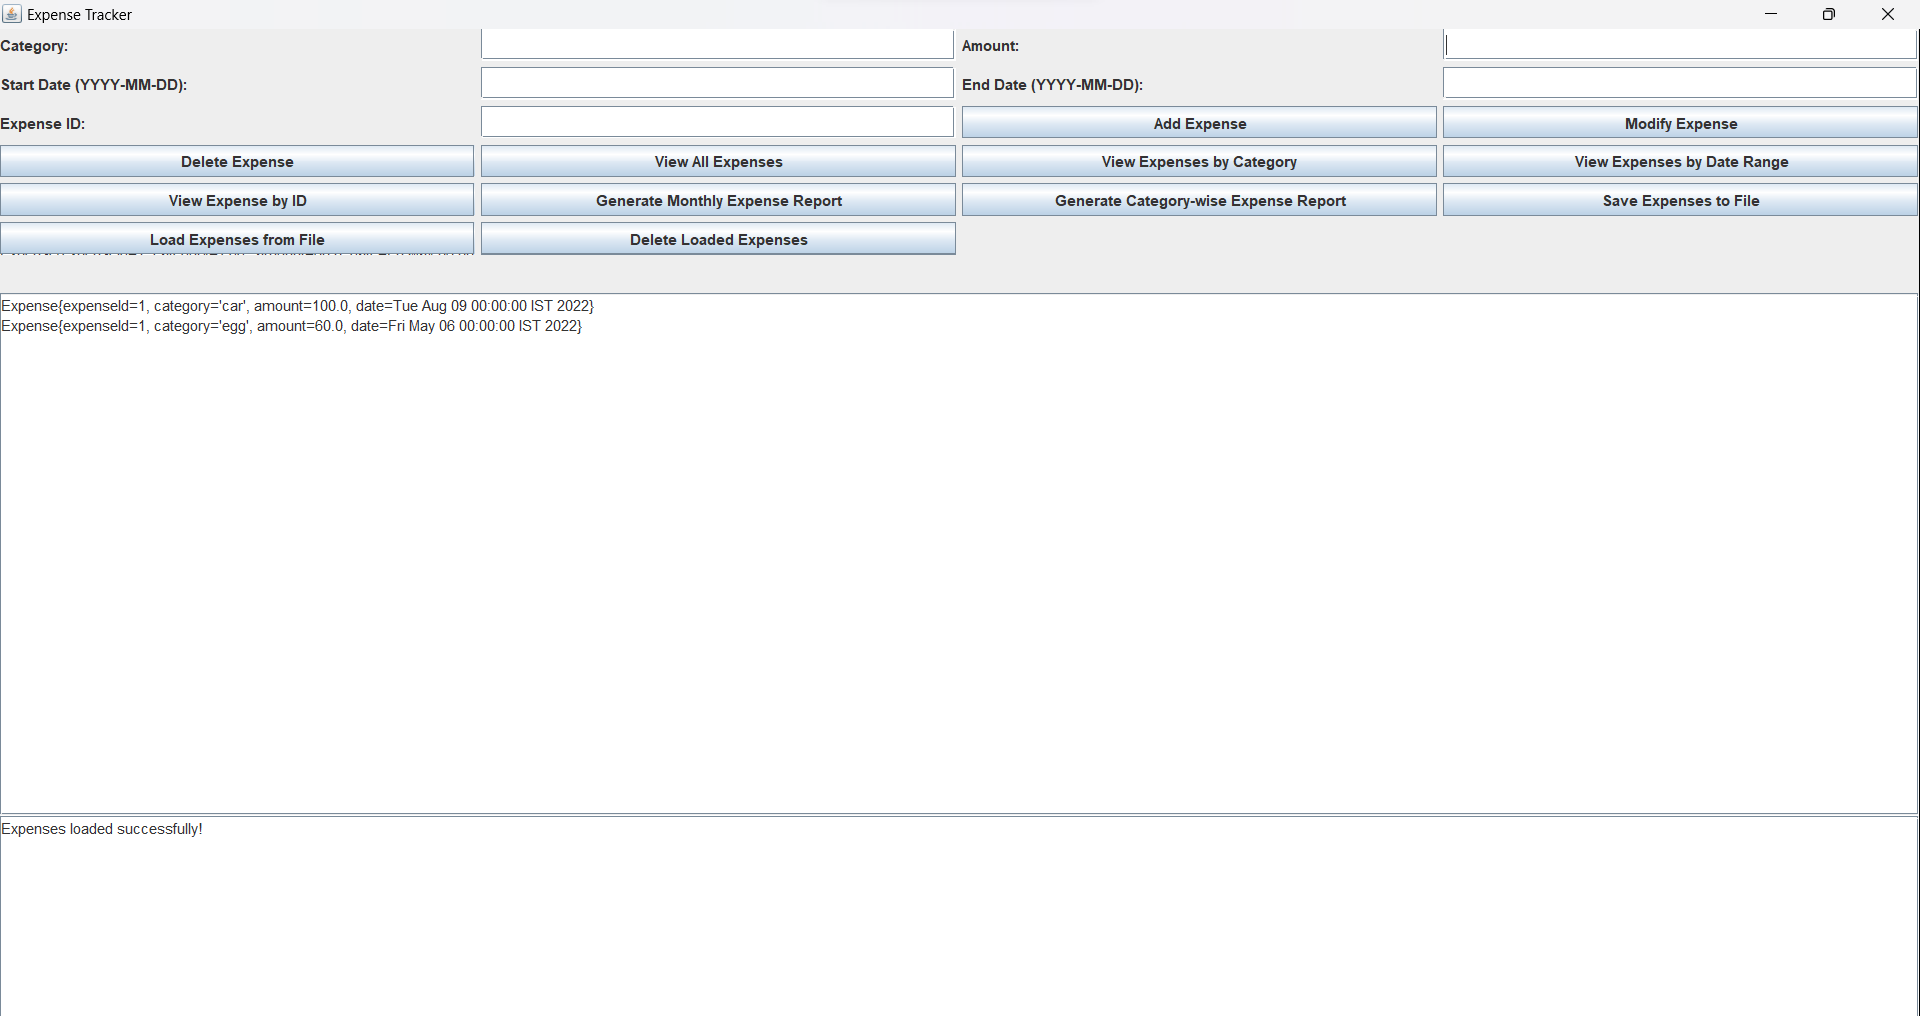 Expense Tracker
Category:
Amount:
Start Date (YYYY-MM-DD):
End Date (YYYY-MM-DD):
Expense ID:
Add Expense
Modify Expense
Delete Expense
View All Expenses
View Expenses by Category
View Expenses by Date Range
View Expense by ID
Generate Monthly Expense Report
Generate Category-wise Expense Report
Save Expenses to File
Load Expenses from File
Delete Loaded Expenses
Expense{expenseId=1, category='car', amount=100.0, date=Tue Aug 09 00:00:00 IST 2022}
Expense{expenseId=1, category='egg', amount=60.0, date=Fri May 06 00:00:00 IST 2022}
Expenses loaded successfully!